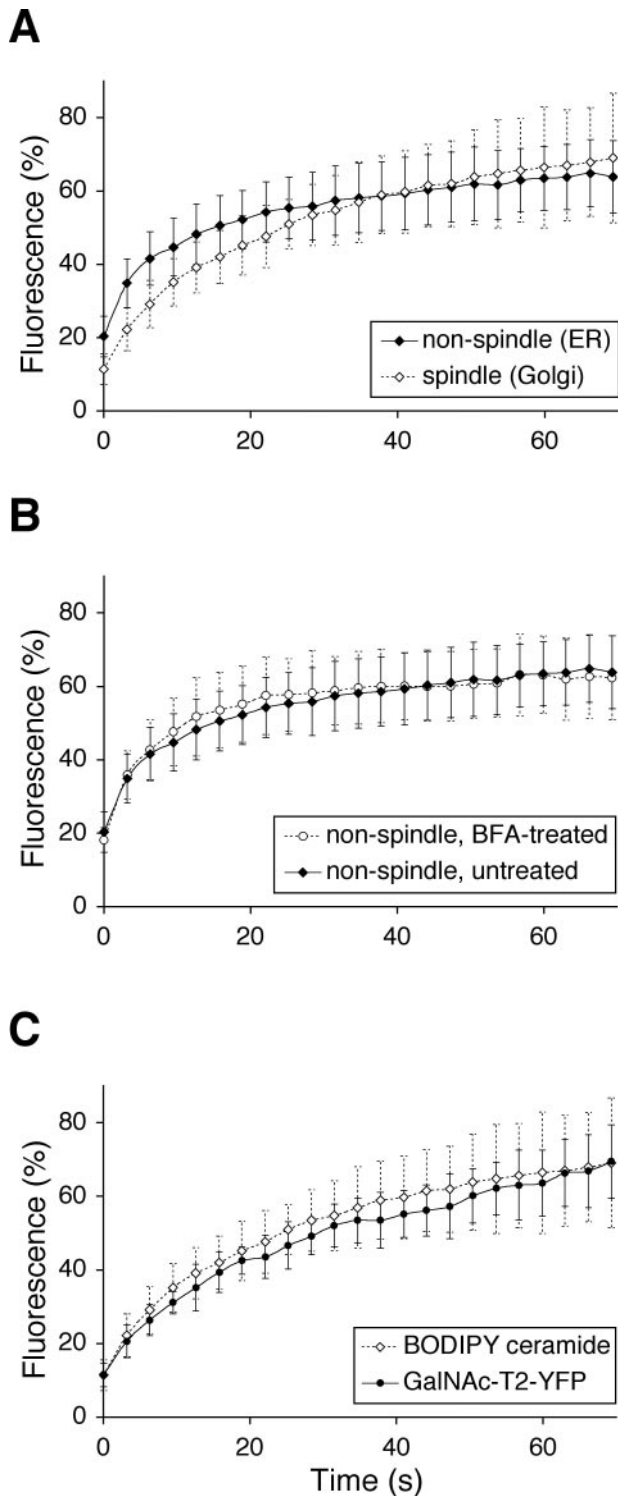 A
Fluorescence (%)
80
60
40
20
0
non-spindle (ER)
spindle (Golgi)
0 20 40 60
B
Fluorescence (%)
80
60
40
20
0
non-spindle, BFA-treated
non-spindle, untreated
0 20 40 60
C
Fluorescence (%)
80
60
40
20
0
BODIPY ceramide
GalNAc-T2-YFP
0 20 40 60
Time (s)